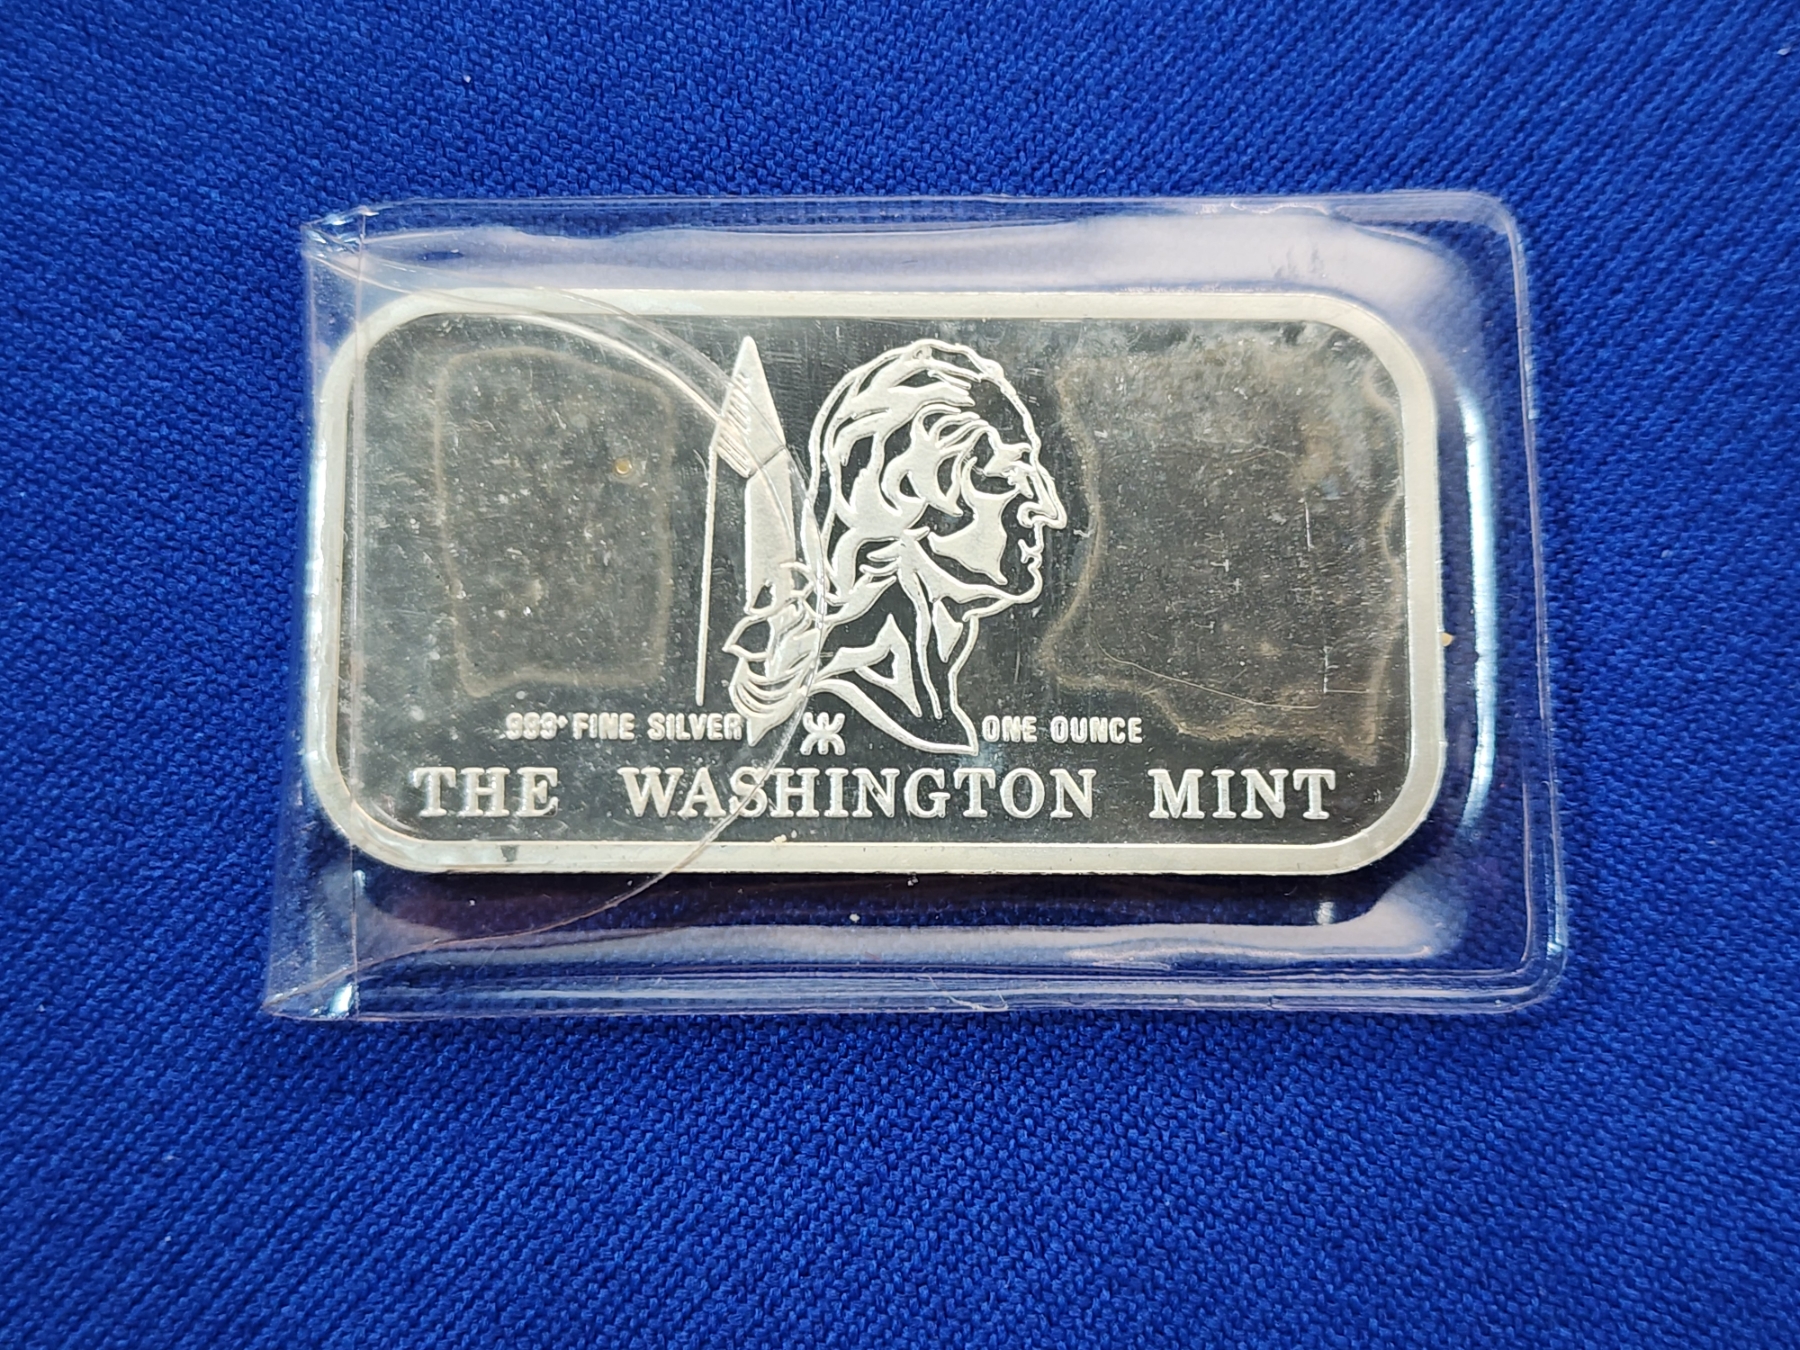 .999+ FINE SILVER ONE OUNCE
THE WASHINGTON MINT